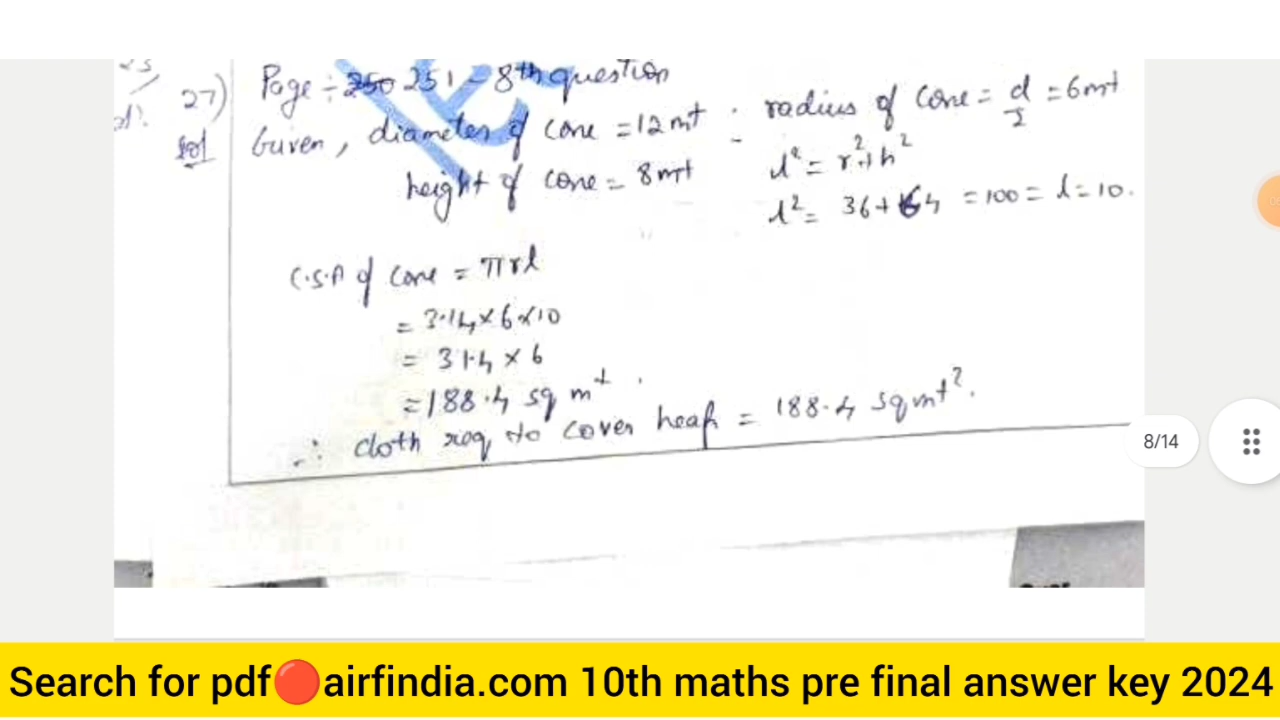 27) Page ÷ 250 251 - 8th question
Sol Given, diameter of cone = 12 mt
radius of cone = d/2 = 6mt
height of cone = 8 mt
l² = r² + h²
l² = 36 + 64 = 100 = l = 10.
C.S.A of cone = πrl
= 3.14 × 6 × 10
= 31.4 × 6
= 188.4 sq mt.
∴ cloth req to cover heap = 188.4 sq mt².
8/14
Search for pdf🔴airfindia.com 10th maths pre final answer key 2024